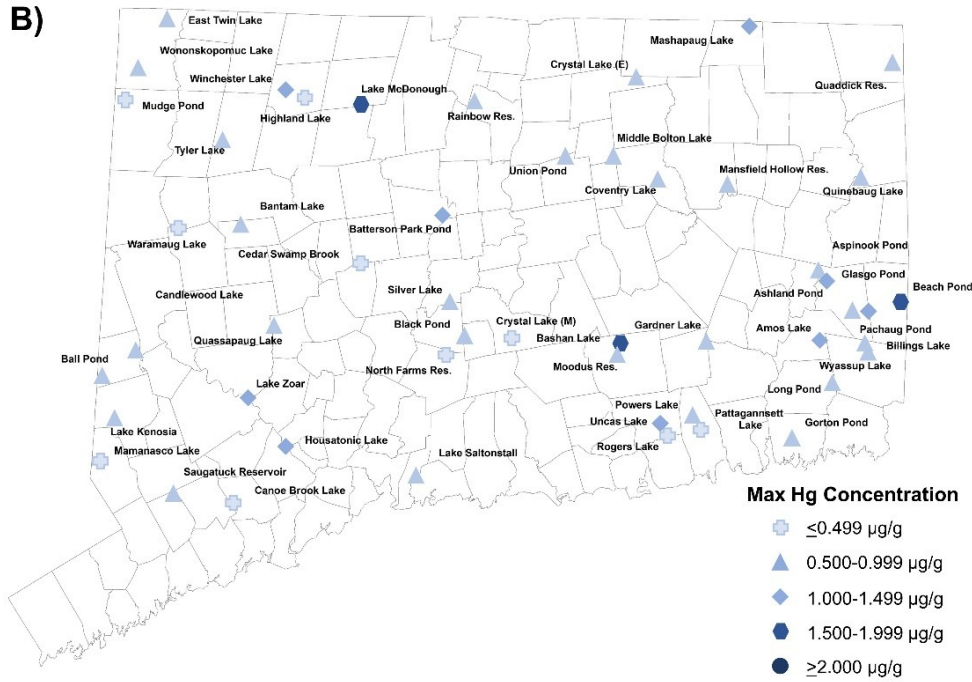 B)
East Twin Lake
Mashapaug Lake
Wononskopomuc Lake
Crystal Lake (E)
Winchester Lake
Quaddick Res.
Lake McDonough
Mudge Pond
Highland Lake
Rainbow Res.
Middle Bolton Lake
Tyler Lake
Union Pond
Mansfield Hollow Res.
Coventry Lake
Quinebaug Lake
Bantam Lake
Batterson Park Pond
Waramaug Lake
Aspinook Pond
Cedar Swamp Brook
Glasgo Pond
Beach Pond
Silver Lake
Ashland Pond
Candlewood Lake
Crystal Lake (M)
Black Pond
Gardner Lake
Amos Lake
Pachaug Pond
Bashan Lake
Quassapaug Lake
Billings Lake
Ball Pond
Moodus Res.
Wyassup Lake
North Farms Res.
Lake Zoar
Long Pond
Powers Lake
Pattagannsett
Lake
Uncas Lake
Gorton Pond
Lake Kenosia
Housatonic Lake
Rogers Lake
Mamanasco Lake
Lake Saltonstall
Saugatuck Reservoir
Canoe Brook Lake
Max Hg Concentration
≤0.499 µg/g
0.500-0.999 µg/g
1.000-1.499 µg/g
1.500-1.999 µg/g
≥2.000 µg/g